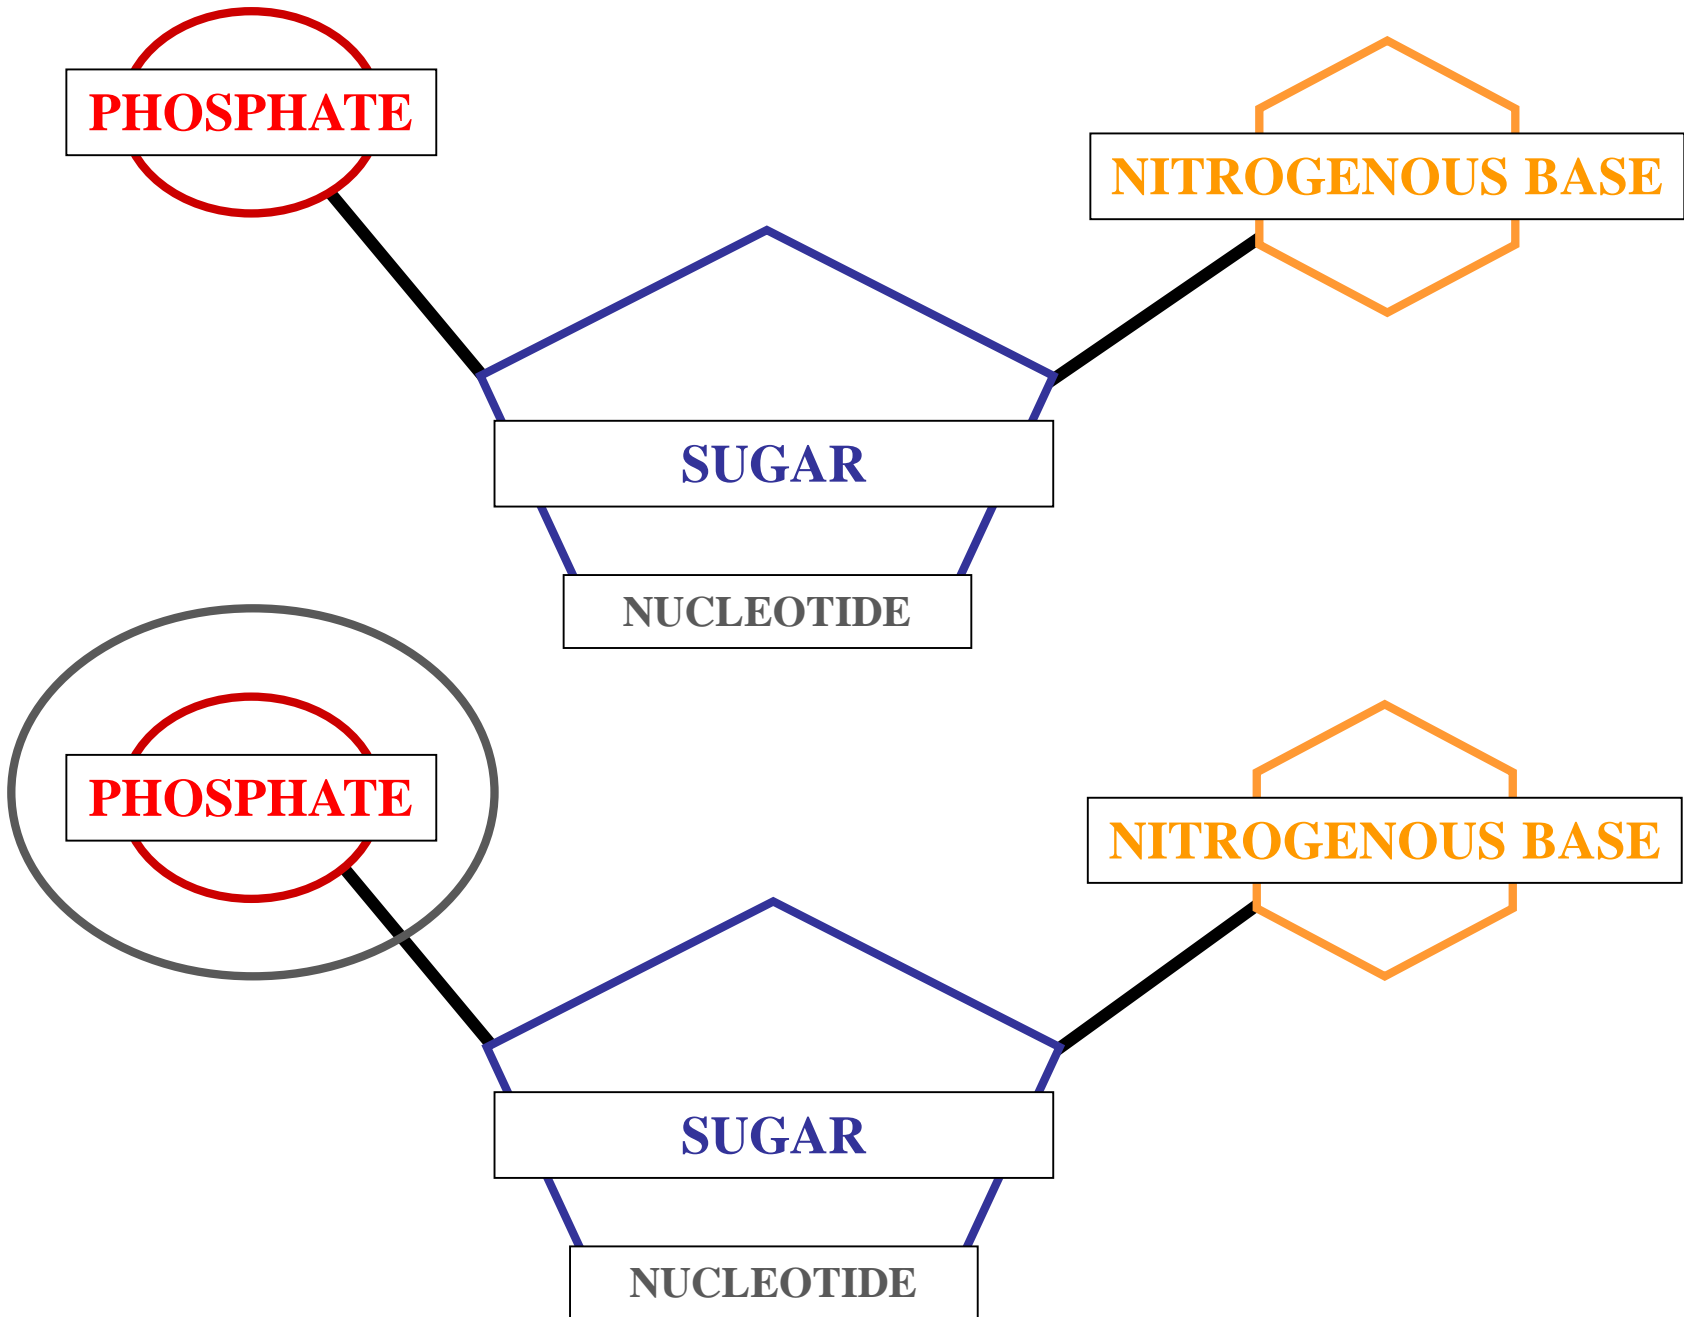 PHOSPHATE
NITROGENOUS BASE
SUGAR
NUCLEOTIDE
PHOSPHATE
NITROGENOUS BASE
SUGAR
NUCLEOTIDE